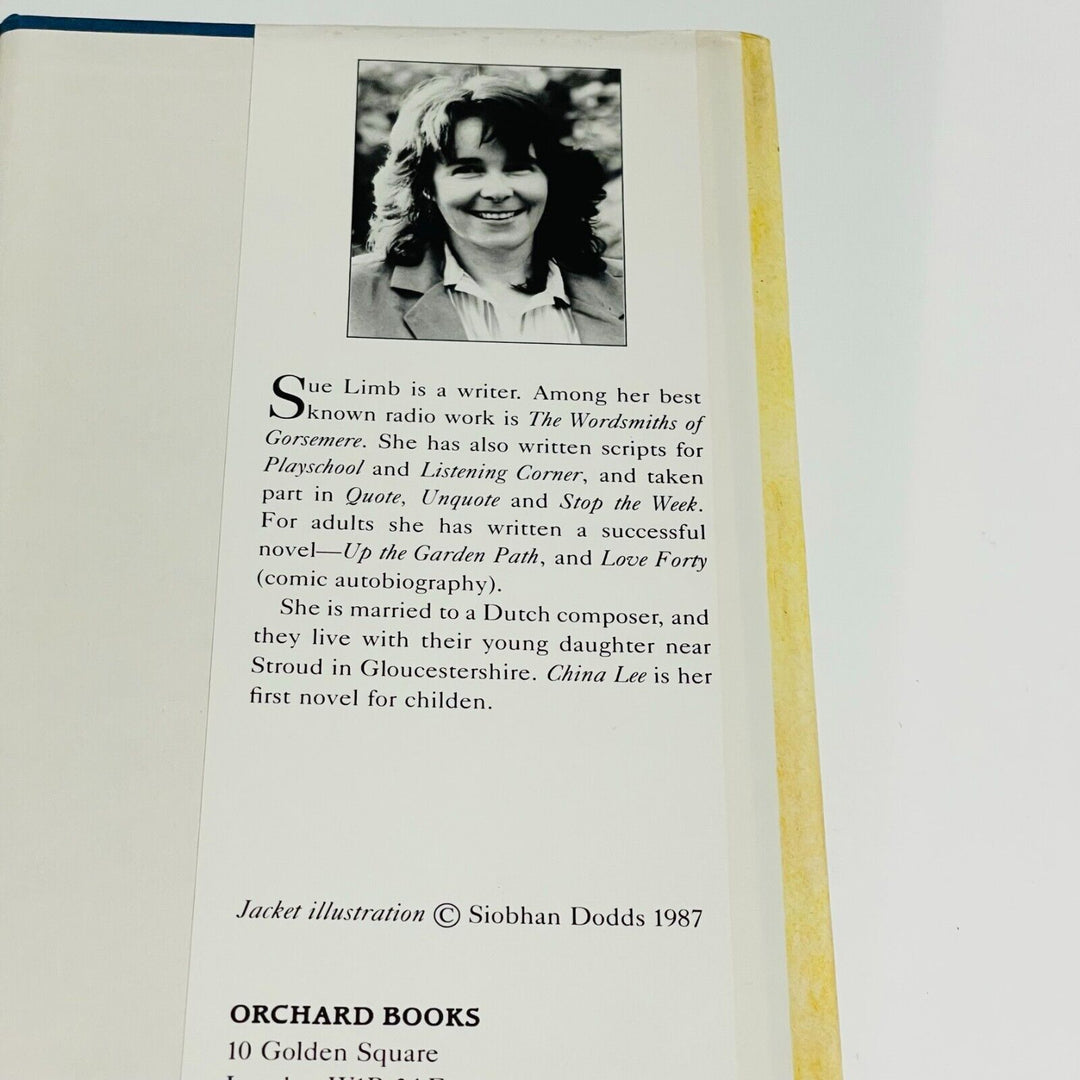 Sue Limb is a writer. Among her best
known radio work is The Wordsmiths of
Gorsemere. She has also written scripts for
Playschool and Listening Corner, and taken
part in Quote, Unquote and Stop the Week.
For adults she has written a successful
novel—Up the Garden Path, and Love Forty
(comic autobiography).
She is married to a Dutch composer, and
they live with their young daughter near
Stroud in Gloucestershire. China Lee is her
first novel for childen.
Jacket illustration © Siobhan Dodds 1987
ORCHARD BOOKS
10 Golden Square